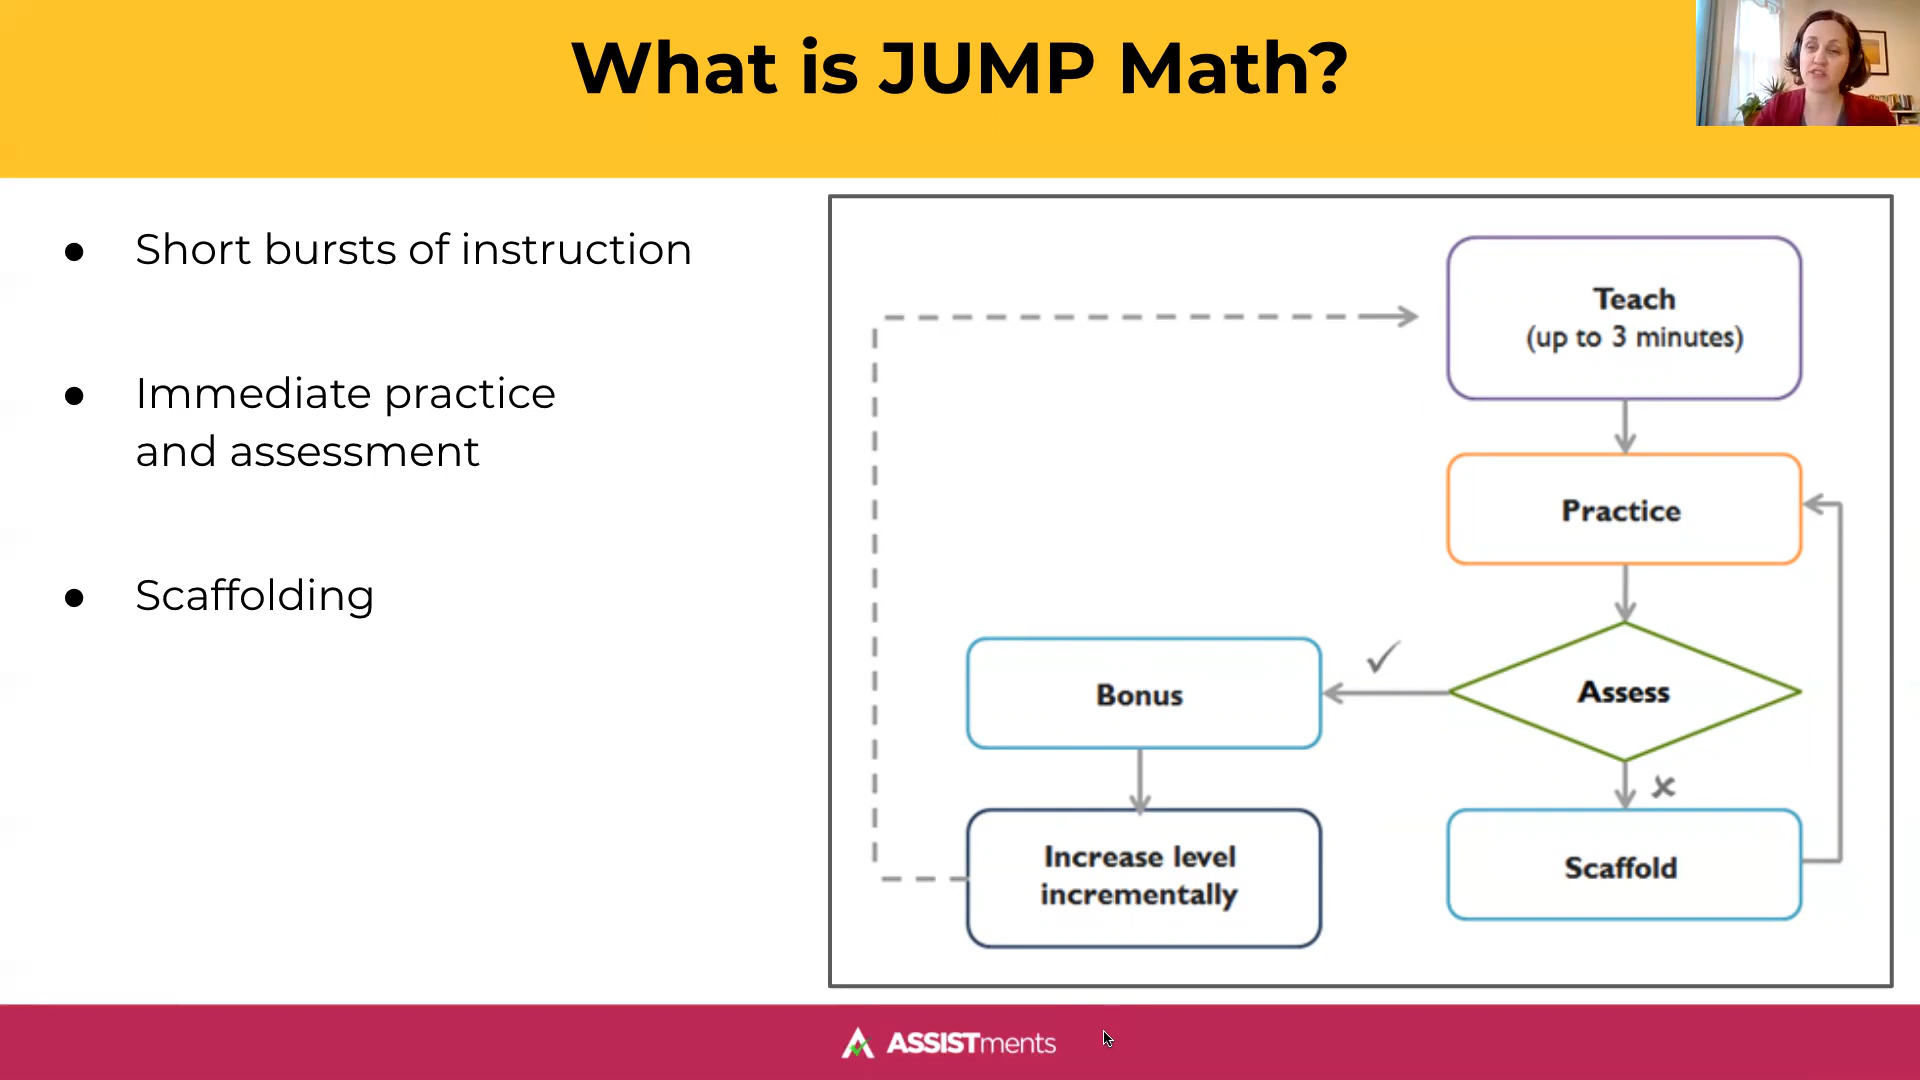 What is JUMP Math?
● Short bursts of instruction
● Immediate practice
and assessment
● Scaffolding
Teach
(up to 3 minutes)
Practice
Assess
Bonus
Increase level
incrementally
Scaffold
ASSISTments